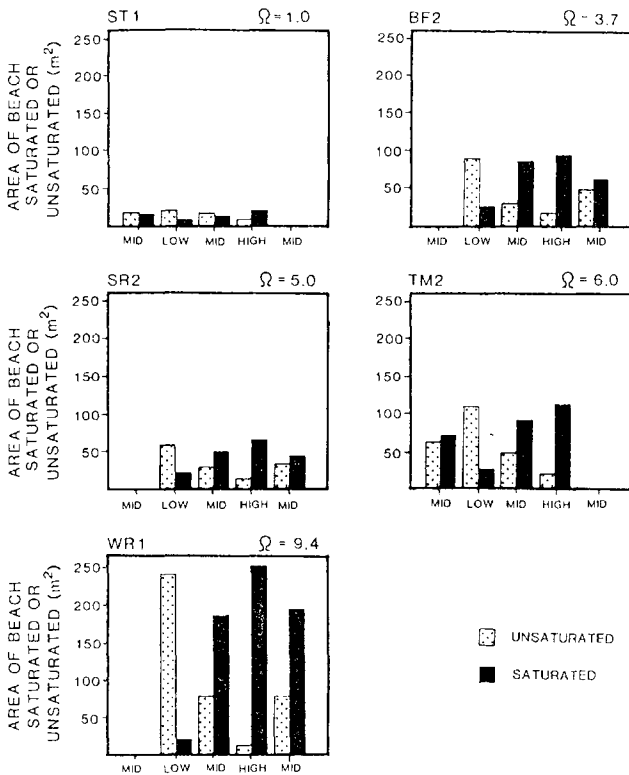 ST1 Ω=1.0
AREA OF BEACH
SATURATED OR
UNSATURATED (m²)
250
200
150
100
50
MID LOW MID HIGH MID
BF2 Ω=3.7
250
200
150
100
50
MID LOW MID HIGH MID
SR2 Ω=5.0
AREA OF BEACH
SATURATED OR
UNSATURATED (m²)
250
200
150
100
50
MID LOW MID HIGH MID
TM2 Ω=6.0
250
200
150
100
50
MID LOW MID HIGH MID
WR1 Ω=9.4
AREA OF BEACH
SATURATED OR
UNSATURATED (m²)
250
200
150
100
50
MID LOW MID HIGH MID
UNSATURATED
SATURATED